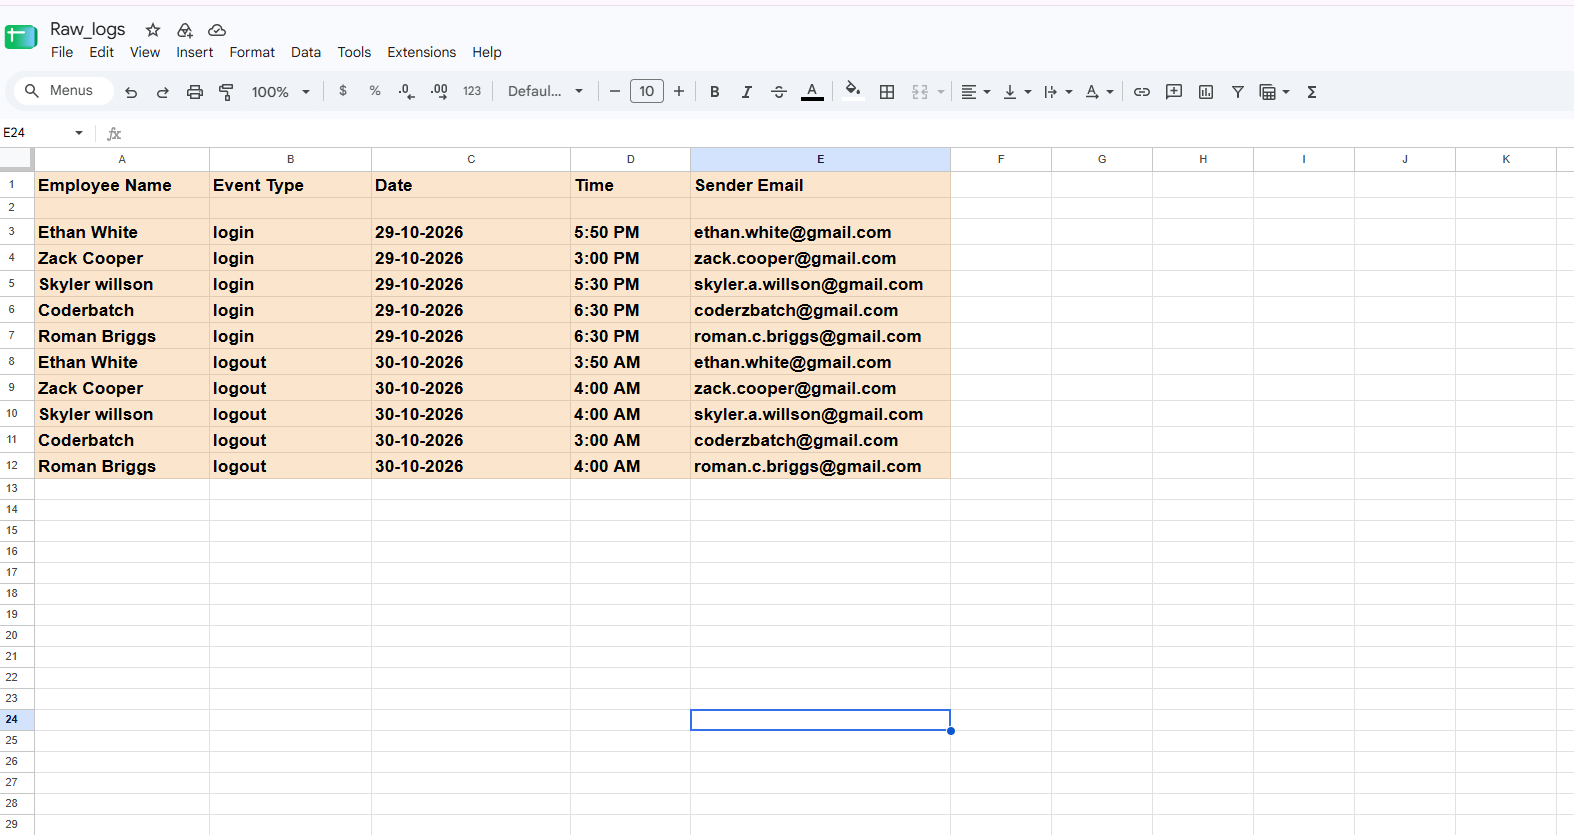 Raw_logs
File Edit View Insert Format Data Tools Extensions Help
Menus 100% $ % .0 .00 123 Defaul... 10 B I A A Σ
E24 fx
A B C D E F G H I J K
1 Employee Name Event Type Date Time Sender Email
2
3 Ethan White login 29-10-2026 5:50 PM ethan.white@gmail.com
4 Zack Cooper login 29-10-2026 3:00 PM zack.cooper@gmail.com
5 Skyler willson login 29-10-2026 5:30 PM skyler.a.willson@gmail.com
6 Coderbatch login 29-10-2026 6:30 PM coderzbatch@gmail.com
7 Roman Briggs login 29-10-2026 6:30 PM roman.c.briggs@gmail.com
8 Ethan White logout 30-10-2026 3:50 AM ethan.white@gmail.com
9 Zack Cooper logout 30-10-2026 4:00 AM zack.cooper@gmail.com
10 Skyler willson logout 30-10-2026 4:00 AM skyler.a.willson@gmail.com
11 Coderbatch logout 30-10-2026 3:00 AM coderzbatch@gmail.com
12 Roman Briggs logout 30-10-2026 4:00 AM roman.c.briggs@gmail.com
13
14
15
16
17
18
19
20
21
22
23
24
25
26
27
28
29